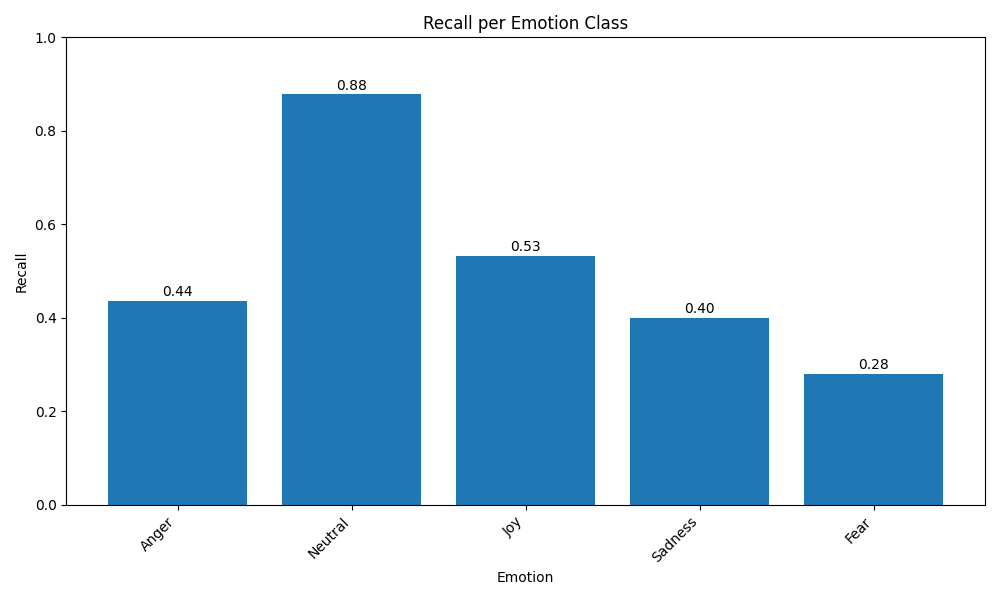 Recall per Emotion Class
1.0
0.8
0.6
0.4
0.2
0.0
Recall
0.44
0.88
0.53
0.40
0.28
Anger
Neutral
Joy
Sadness
Fear
Emotion